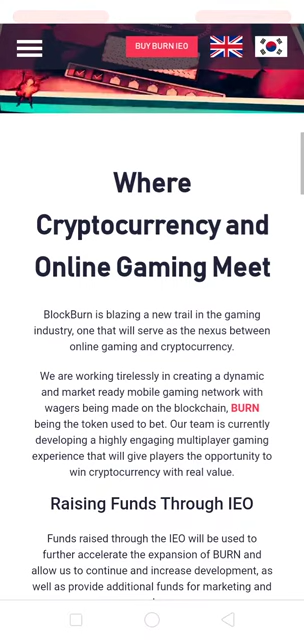 BUY BURN IEO
Where
Cryptocurrency and
Online Gaming Meet
BlockBurn is blazing a new trail in the gaming
industry, one that will serve as the nexus between
online gaming and cryptocurrency.
We are working tirelessly in creating a dynamic
and market ready mobile gaming network with
wagers being made on the blockchain, BURN
being the token used to bet. Our team is currently
developing a highly engaging multiplayer gaming
experience that will give players the opportunity to
win cryptocurrency with real value.
Raising Funds Through IEO
Funds raised through the IEO will be used to
further accelerate the expansion of BURN and
allow us to continue and increase development, as
well as provide additional funds for marketing and